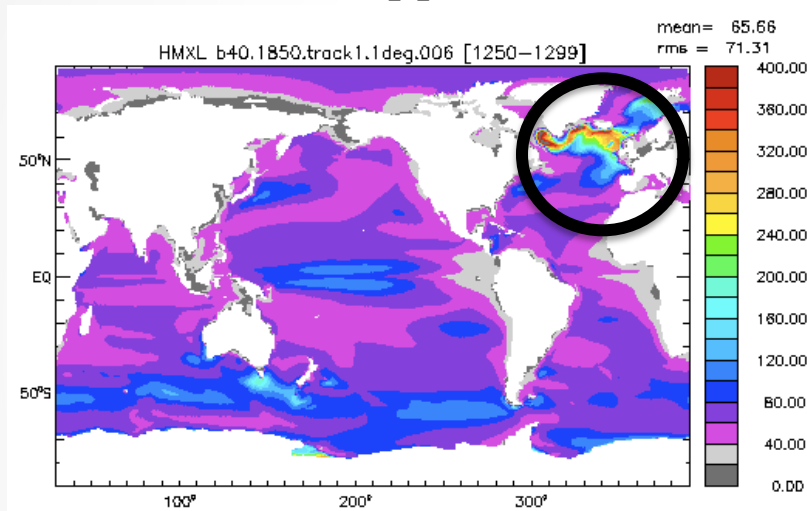 mean= 65.66
rms = 71.31
HMXL b40.1850.track1.1deg.006 [1250-1299]
400.00
360.00
50°N
320.00
280.00
240.00
EQ
200.00
160.00
120.00
50°S
80.00
40.00
0.00
100° 200° 300°